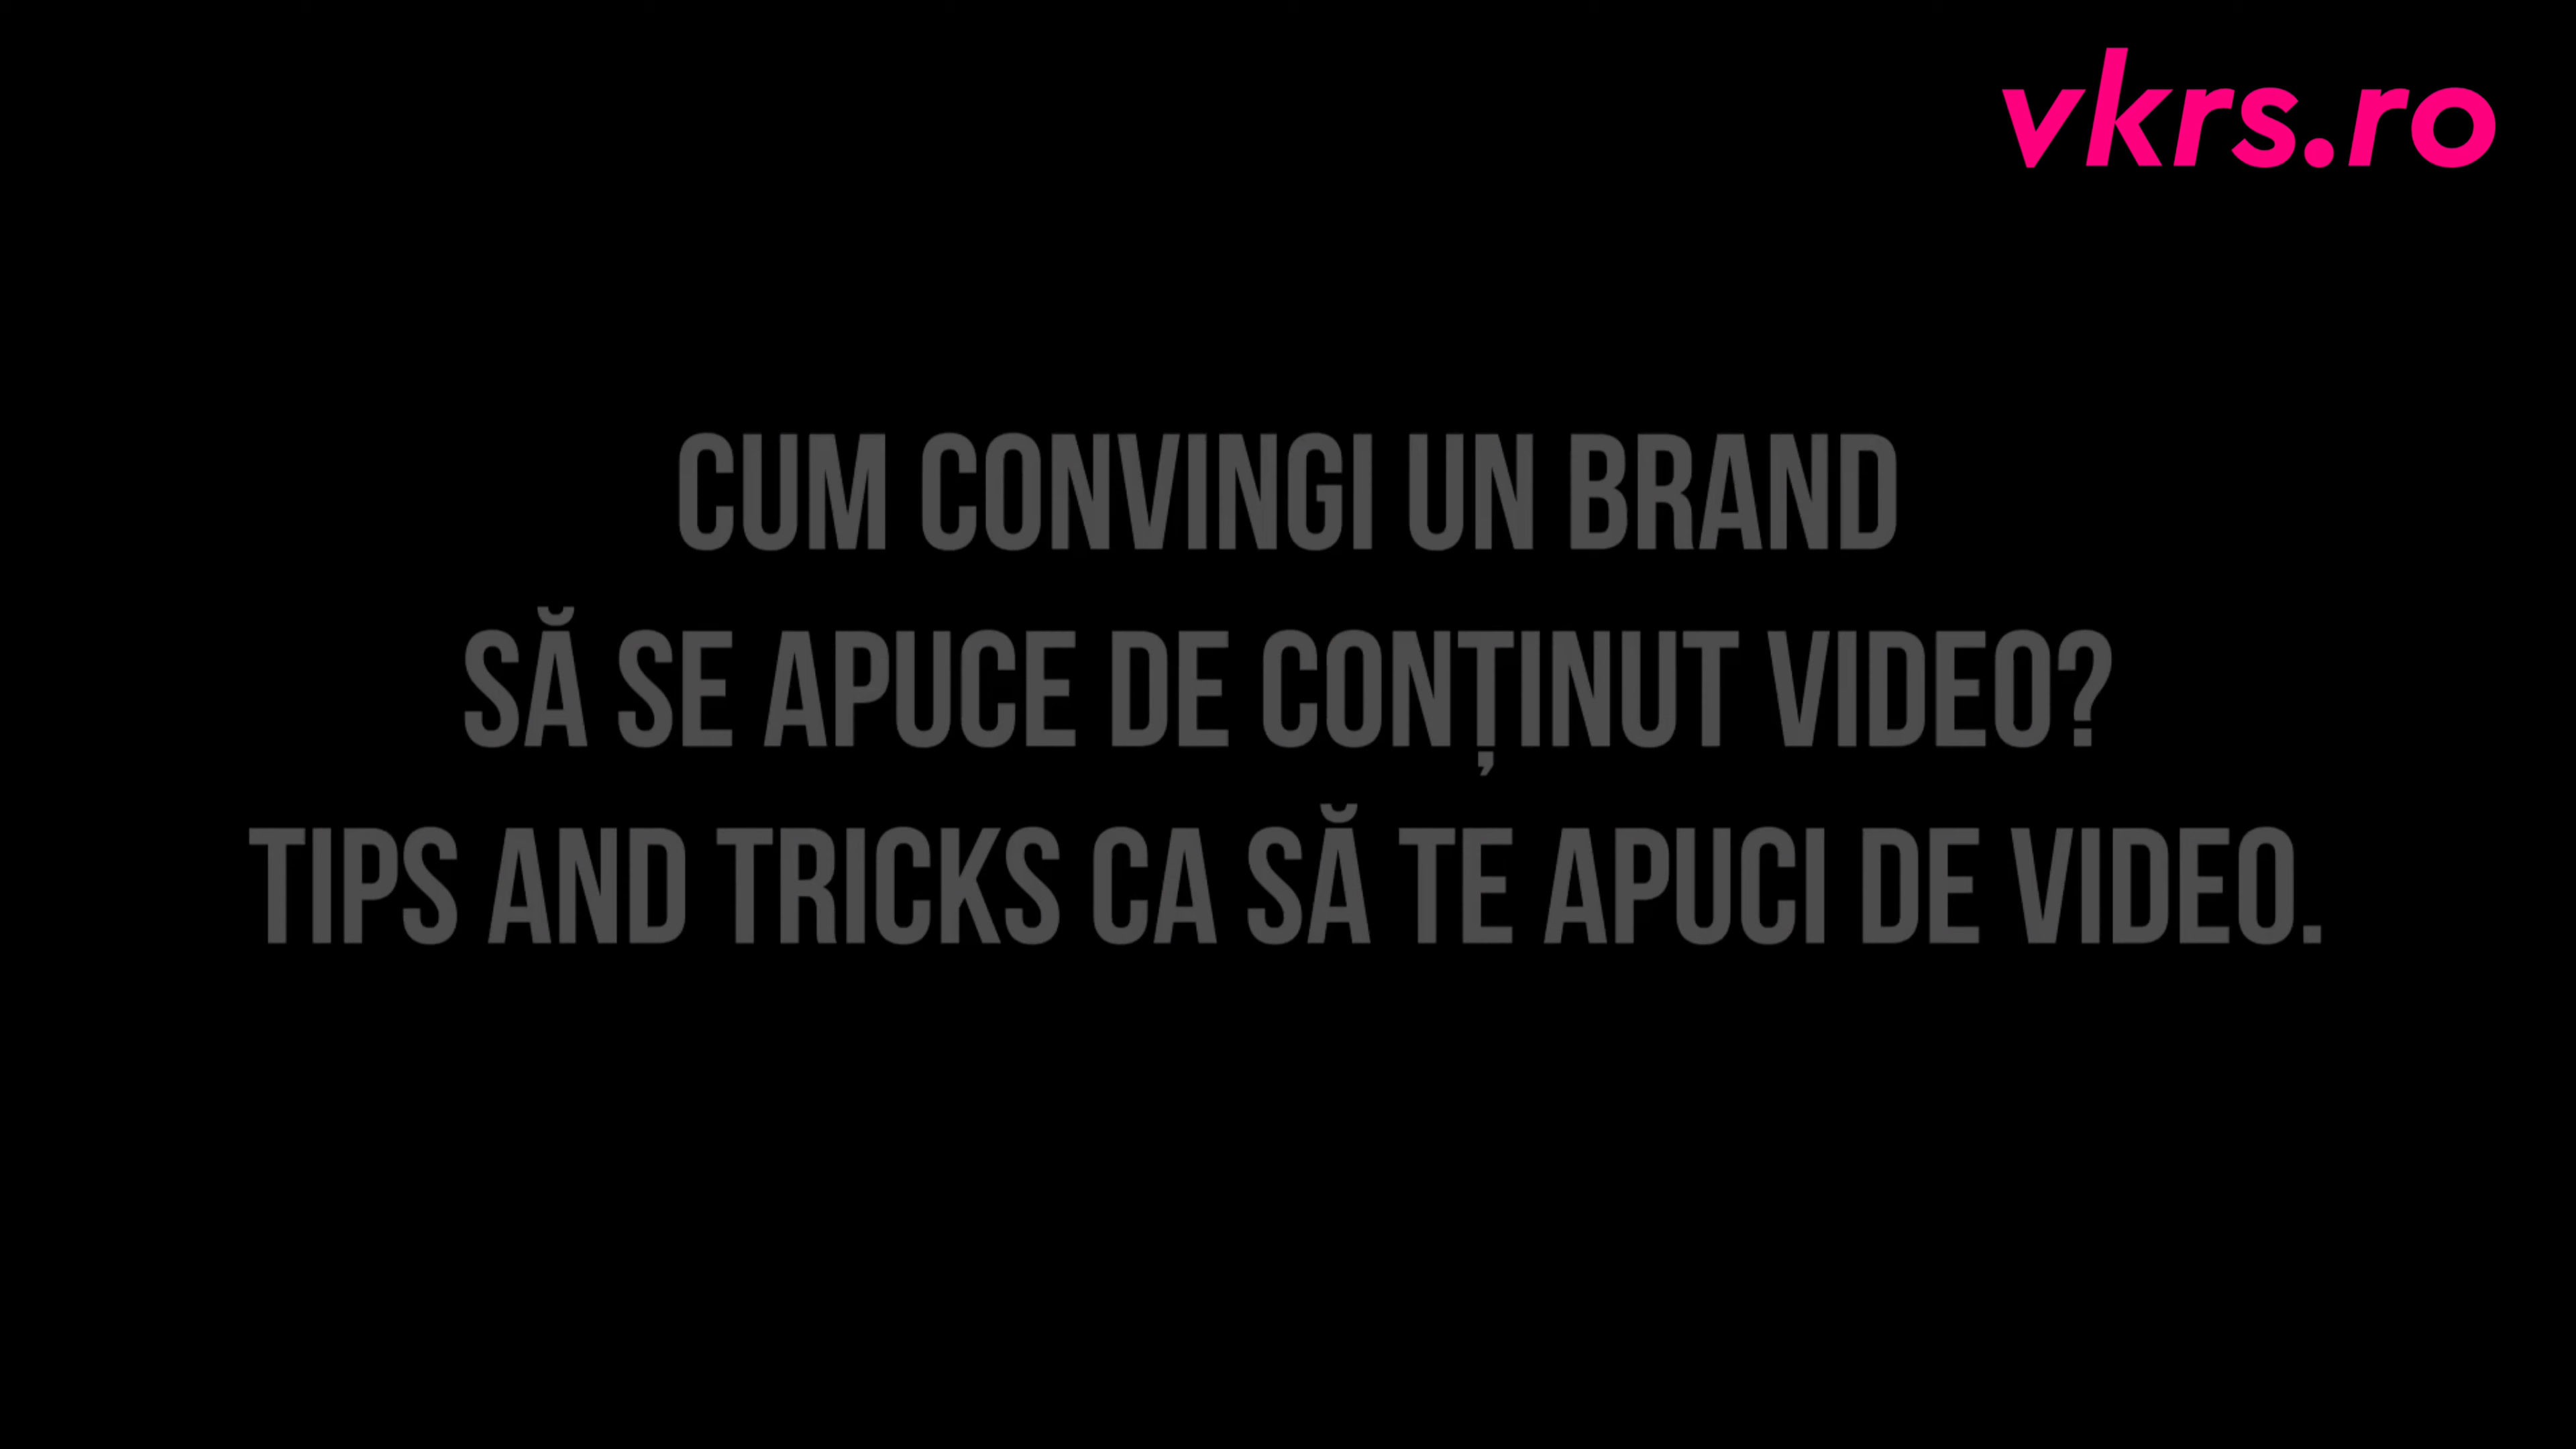 vkrs.ro
CUM CONVINGI UN BRAND
SĂ SE APUCE DE CONȚINUT VIDEO?
TIPS AND TRICKS CA SĂ TE APUCI DE VIDEO.